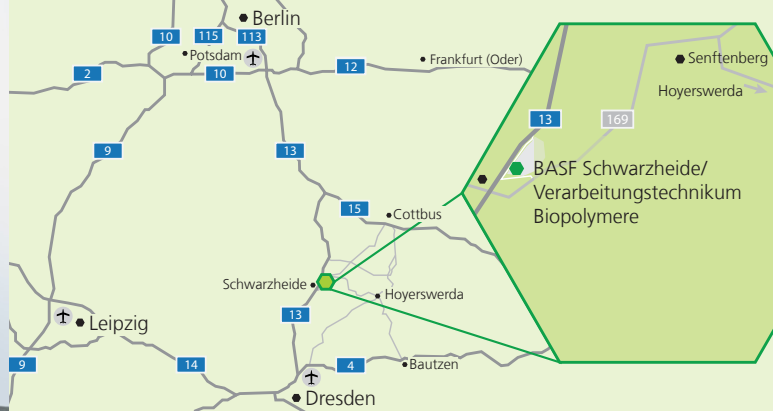 Berlin
10
115
113
Potsdam
Frankfurt (Oder)
2
10
12
Senftenberg
Hoyerswerda
13
169
BASF Schwarzheide/
Verarbeitungstechnikum
Biopolymere
9
13
15
Cottbus
Schwarzheide
Hoyerswerda
13
Leipzig
9
14
4
Bautzen
Dresden